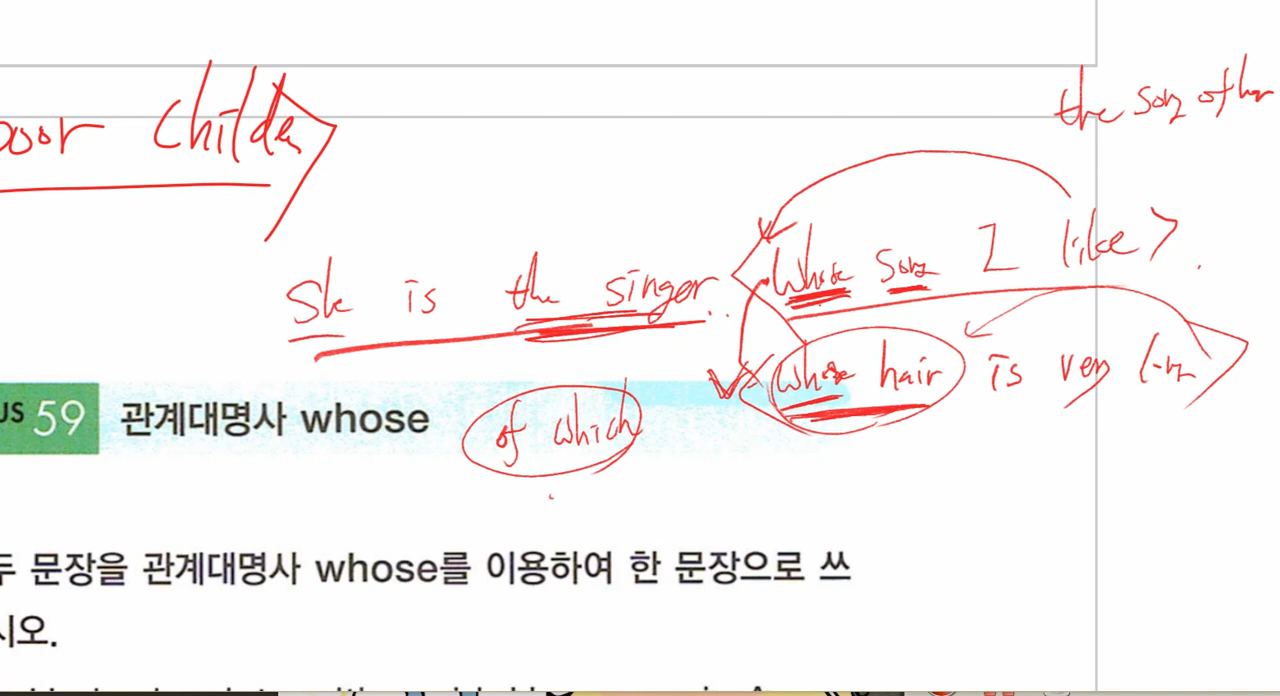 the song of her
poor childen
whose song I like
She is the singer
whose hair is very
US 59 관계대명사 whose
of which
두 문장을 관계대명사 whose를 이용하여 한 문장으로 쓰
시오.